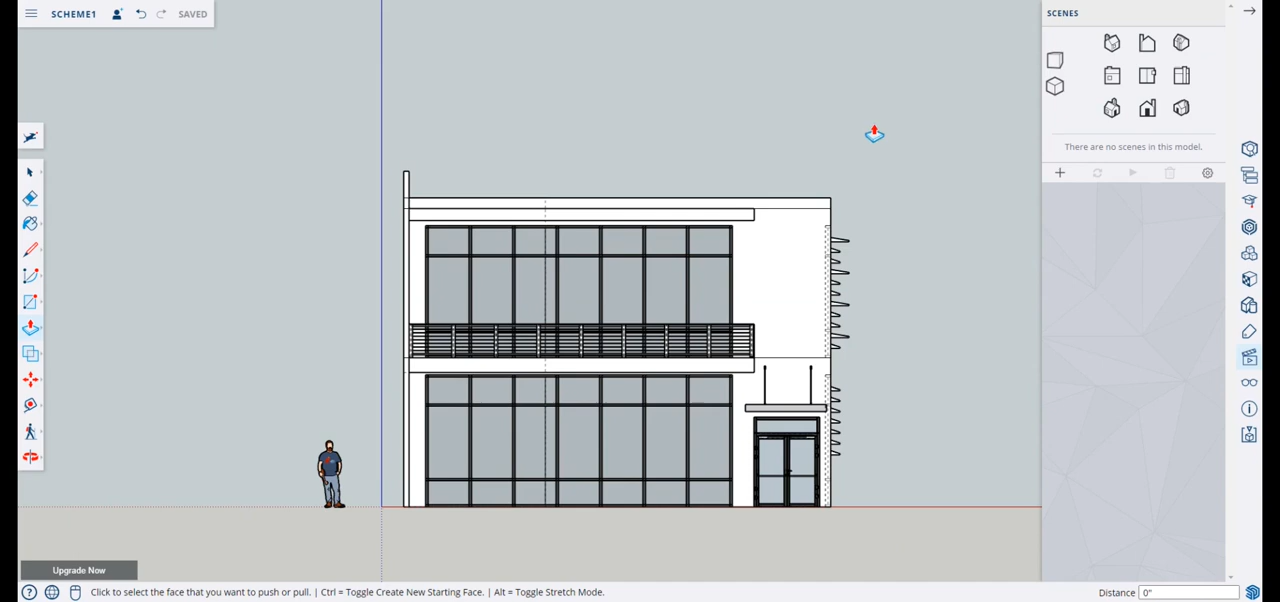 SCHEME1
SAVED
SCENES
There are no scenes in this model.
Upgrade Now
Click to select the face that you want to push or pull. | Ctrl = Toggle Create New Starting Face. | Alt = Toggle Stretch Mode.
Distance 0"